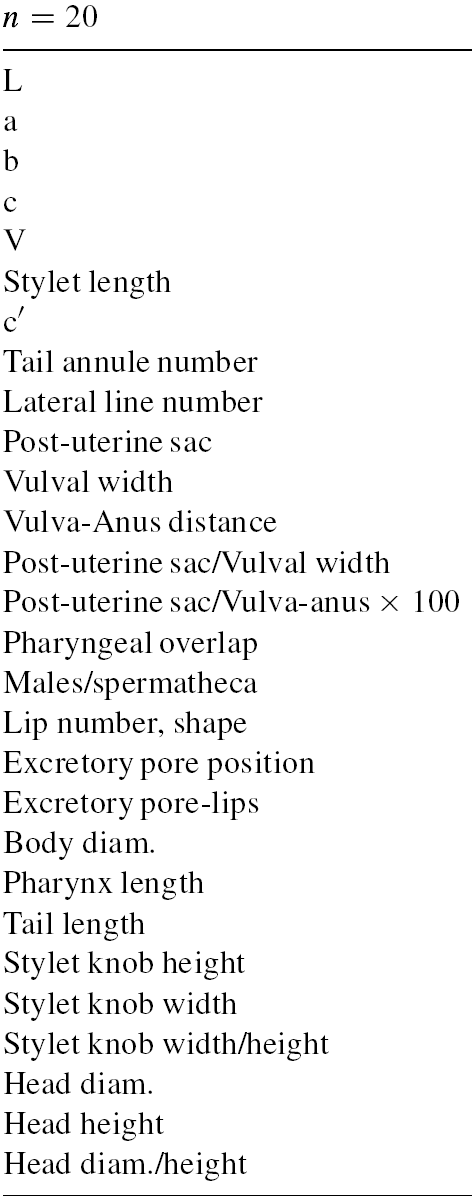 n = 20
L
a
b
c
V
Stylet length
c′
Tail annule number
Lateral line number
Post-uterine sac
Vulval width
Vulva-Anus distance
Post-uterine sac/Vulval width
Post-uterine sac/Vulva-anus × 100
Pharyngeal overlap
Males/spermatheca
Lip number, shape
Excretory pore position
Excretory pore-lips
Body diam.
Pharynx length
Tail length
Stylet knob height
Stylet knob width
Stylet knob width/height
Head diam.
Head height
Head diam./height